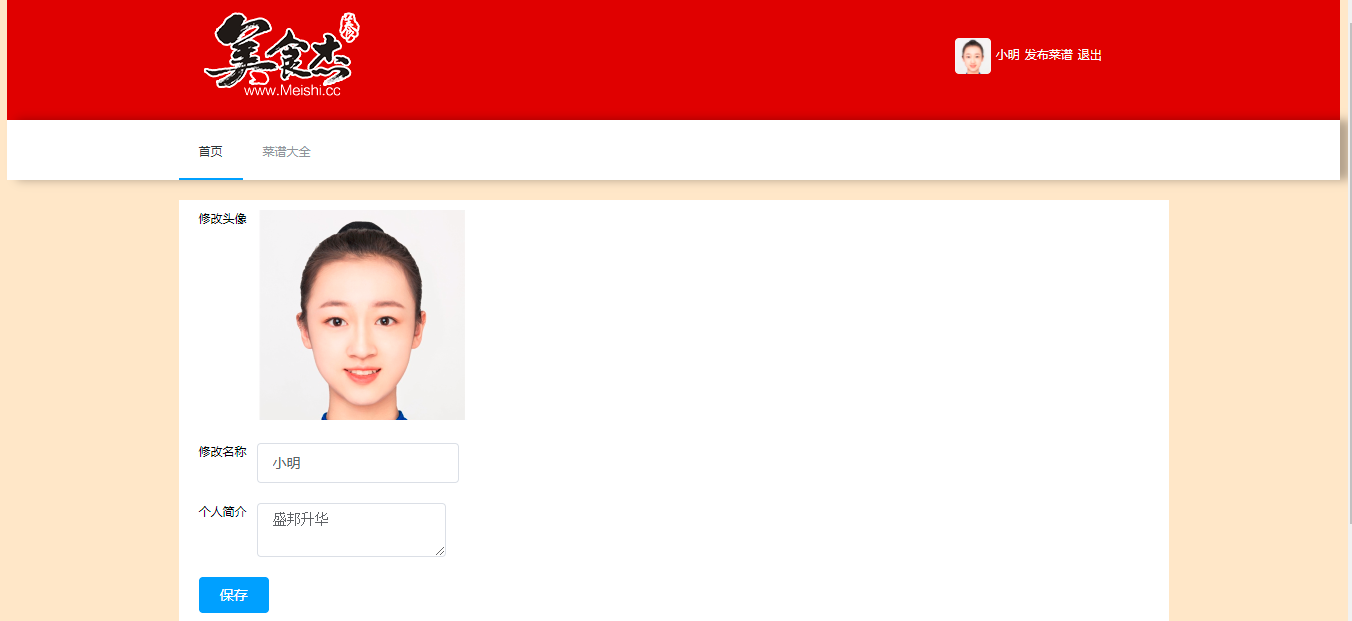 美食杰
www.Meishi.cc
小明 发布菜谱 退出
首页 菜谱大全
修改头像
修改名称 小明
个人简介 盛邦升华
保存